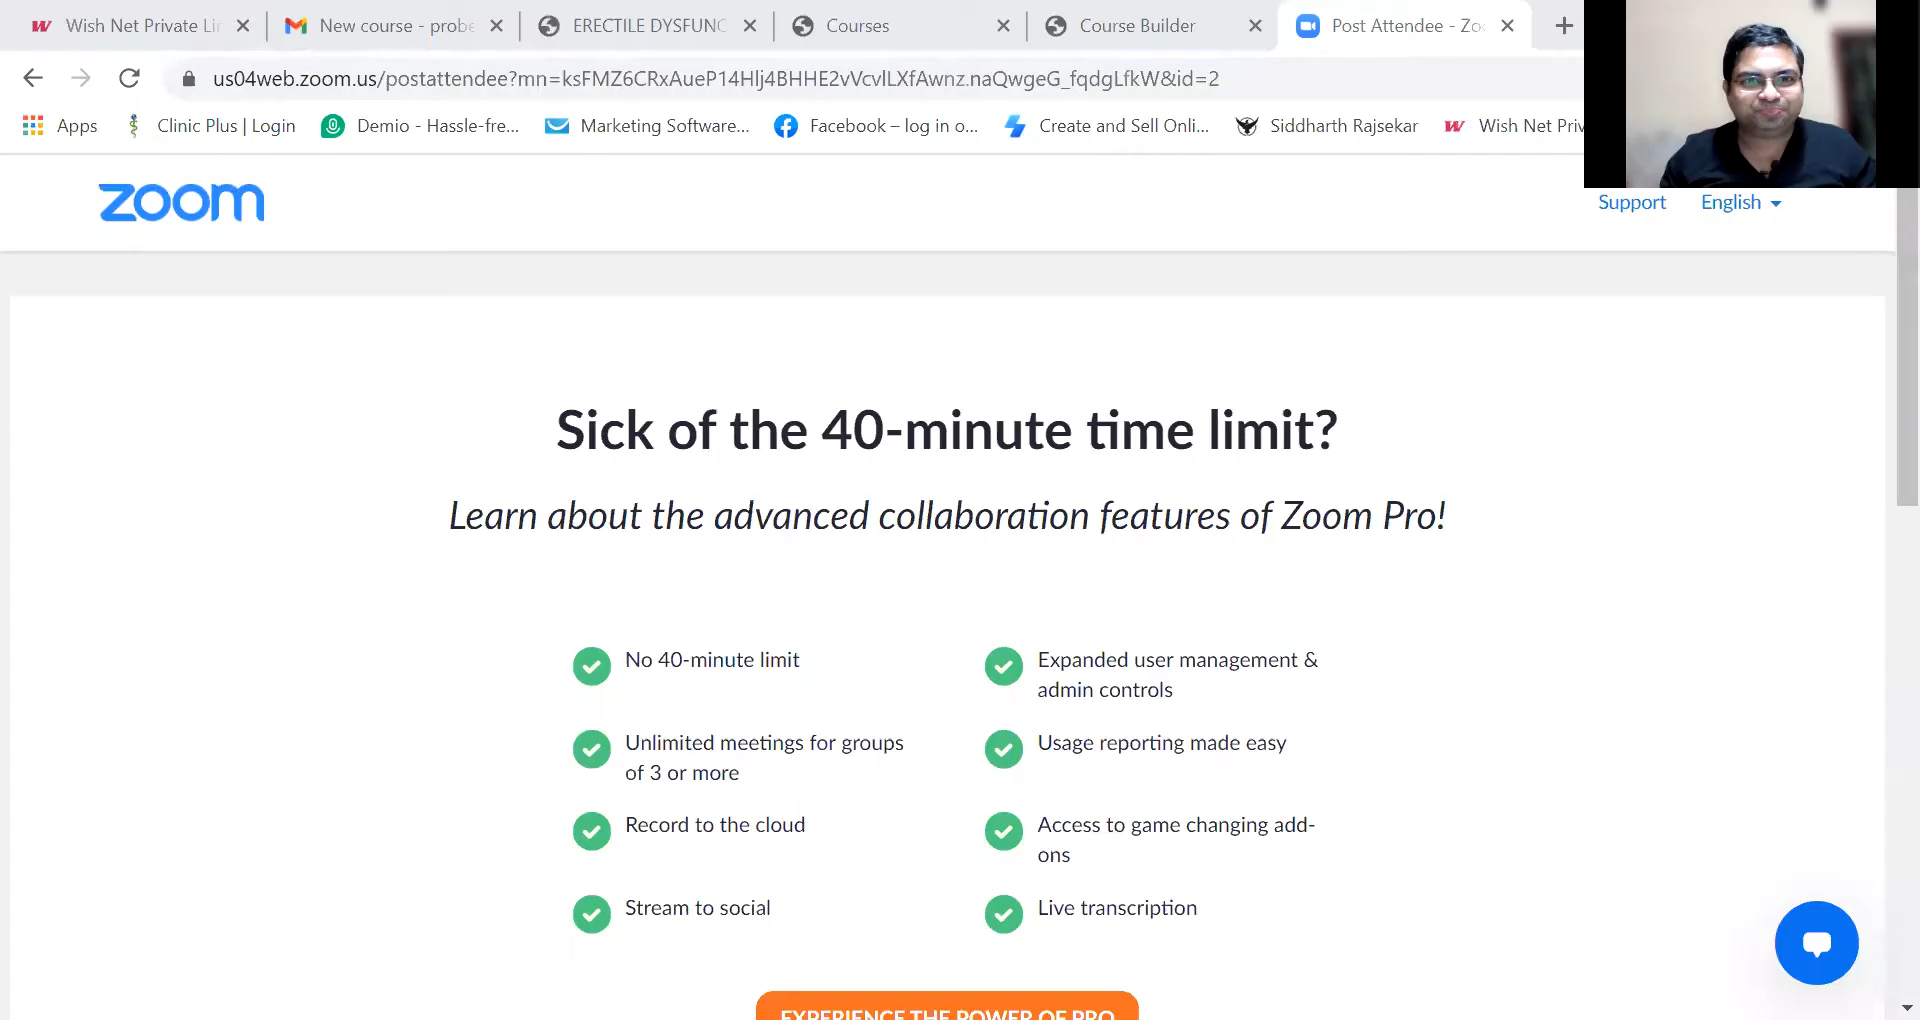 Wish Net Private Lir
New course - probe
ERECTILE DYSFUNC
Courses
Course Builder
Post Attendee - Zo
us04web.zoom.us/postattendee?mn=ksFMZ6CRxAueP14Hlj4BHHE2vVcvlLXfAwnz.naQwgeG_fqdgLfkW&id=2
Apps
Clinic Plus | Login
Demio - Hassle-fre...
Marketing Software...
Facebook – log in o...
Create and Sell Onli...
Siddharth Rajsekar
Wish Net Priv
zoom
Support
English
Sick of the 40-minute time limit?
Learn about the advanced collaboration features of Zoom Pro!
No 40-minute limit
Expanded user management &
admin controls
Unlimited meetings for groups
of 3 or more
Usage reporting made easy
Record to the cloud
Access to game changing add-
ons
Stream to social
Live transcription
EXPERIENCE THE POWER OF PRO